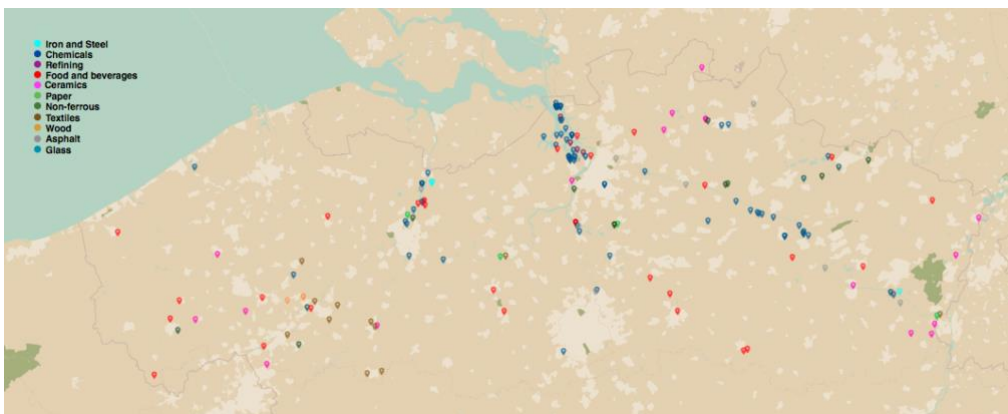 Iron and Steel
Chemicals
Refining
Food and beverages
Ceramics
Paper
Non-ferrous
Textiles
Wood
Asphalt
Glass